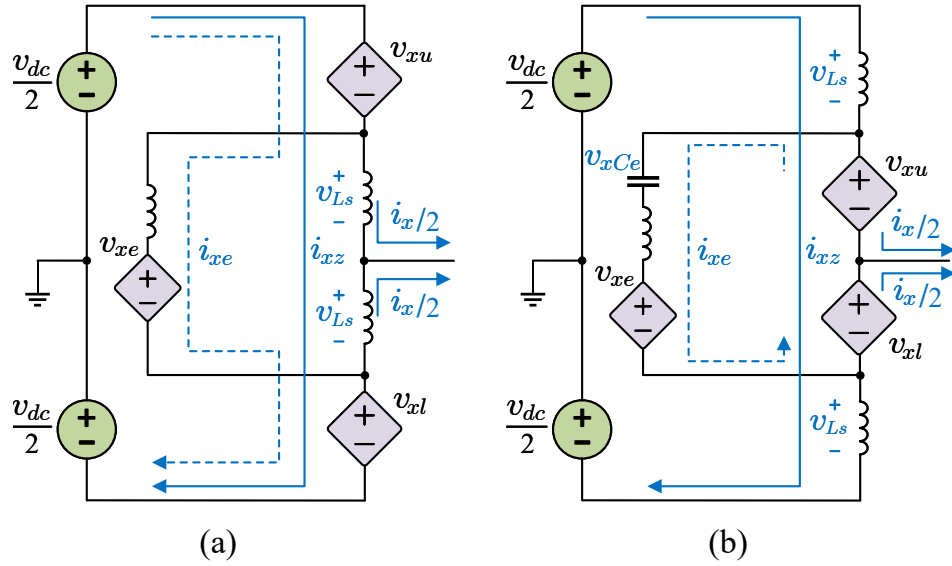 v_dc/2
+
−
v_xu
+
−
v_Ls
+
−
i_x/2
v_xe
+
−
i_xe
i_xz
v_Ls
+
−
i_x/2
v_dc/2
+
−
v_xl
+
−
(a)
v_dc/2
+
−
v_Ls
+
−
v_xCe
v_xu
+
−
i_x/2
v_xe
+
−
i_xe
i_xz
i_x/2
+
−
v_xl
v_dc/2
+
−
v_Ls
+
−
(b)